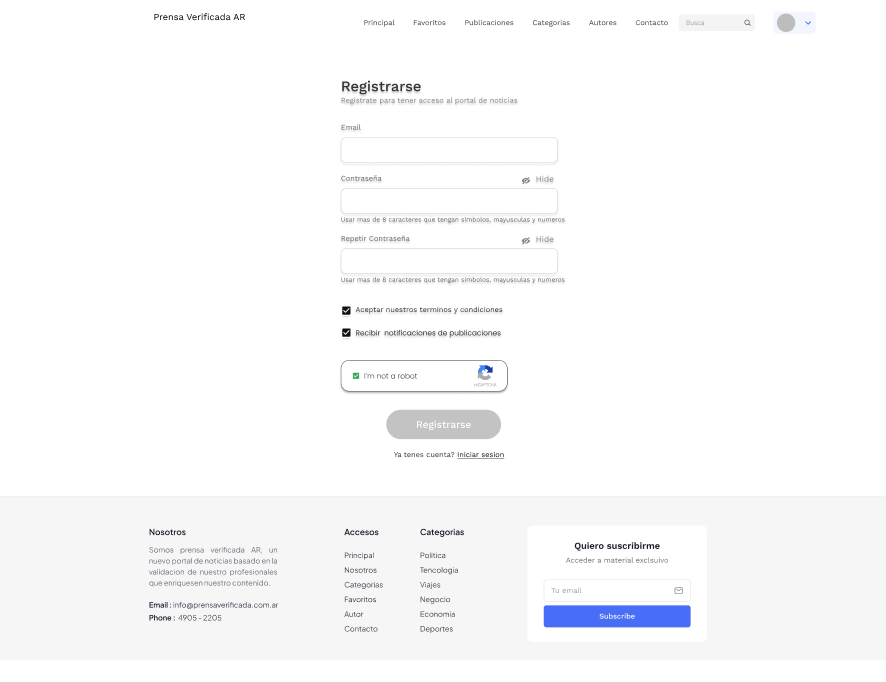 Prensa Verificada AR
Principal Favoritos Publicaciones Categorias Autores Contacto Busca
Registrarse
Registrate para tener acceso al portal de noticias
Email
Contraseña Hide
Usar mas de 8 caracteres que tengan simbolos, mayusculas y numeros
Repetir Contraseña Hide
Usar mas de 8 caracteres que tengan simbolos, mayusculas y numeros
Aceptar nuestros terminos y condiciones
Recibir notificaciones de publicaciones
I'm not a robot
reCAPTCHA
Registrarse
Ya tenes cuenta? Iniciar sesion
Nosotros
Somos prensa verificada AR, un
nuevo portal de noticias basado en la
validacion de nuestro profesionales
que enriquesen nuestro contenido.
Email : info@prensaverificada.com.ar
Phone : 4905 - 2205
Accesos
Principal
Nosotros
Categorias
Favoritos
Autor
Contacto
Categorias
Politica
Tencologia
Viajes
Negocio
Economia
Deportes
Quiero suscribirme
Acceder a material exclsuivo
Tu email
Subscribe